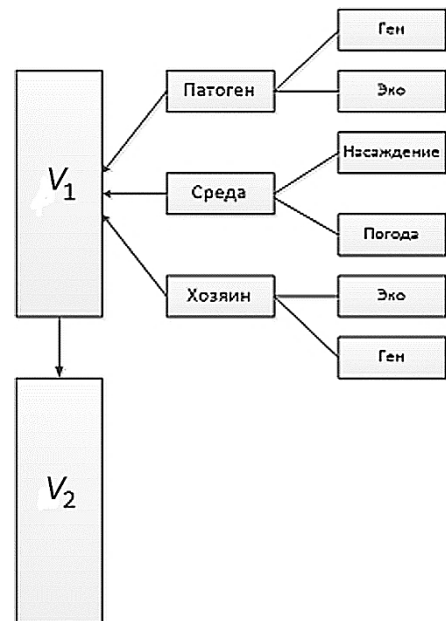 Ген
Патоген
Эко
V₁
Насаждение
Среда
Погода
Хозяин
Эко
Ген
V₂